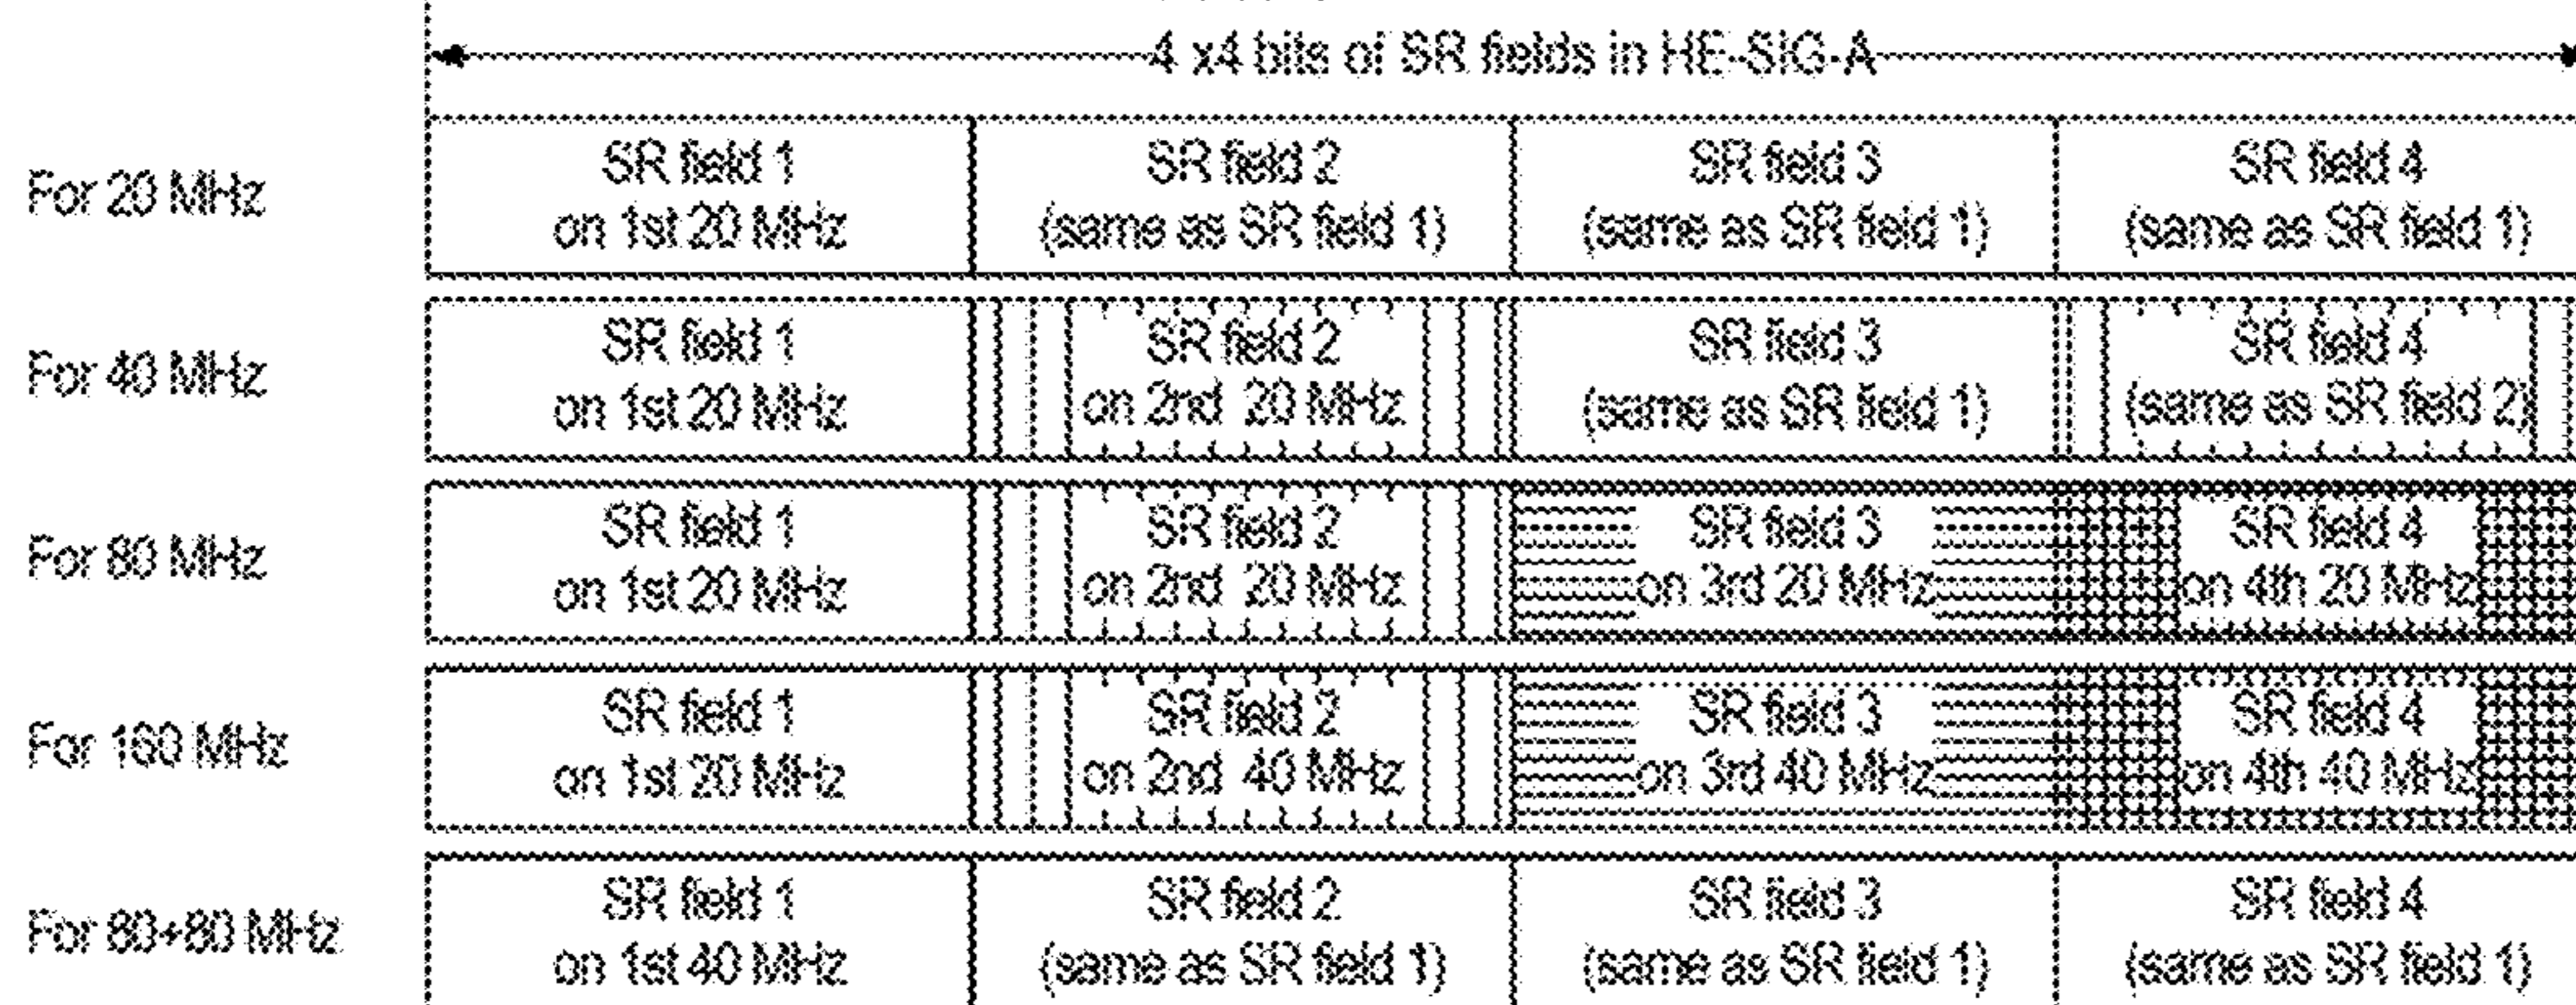 4 x4 bits of SR fields in HE-SIG-A
For 20 MHz
SR field 1
on 1st 20 MHz
SR field 2
(same as SR field 1)
SR field 3
(same as SR field 1)
SR field 4
(same as SR field 1)
For 40 MHz
SR field 1
on 1st 20 MHz
SR field 2
on 2nd 20 MHz
SR field 3
(same as SR field 1)
SR field 4
(same as SR field 2)
For 80 MHz
SR field 1
on 1st 20 MHz
SR field 2
on 2nd 20 MHz
SR field 3
on 3rd 20 MHz
SR field 4
on 4th 20 MHz
For 160 MHz
SR field 1
on 1st 20 MHz
SR field 2
on 2nd 40 MHz
SR field 3
on 3rd 40 MHz
SR field 4
on 4th 40 MHz
For 80+80 MHz
SR field 1
on 1st 40 MHz
SR field 2
(same as SR field 1)
SR field 3
(same as SR field 1)
SR field 4
(same as SR field 1)